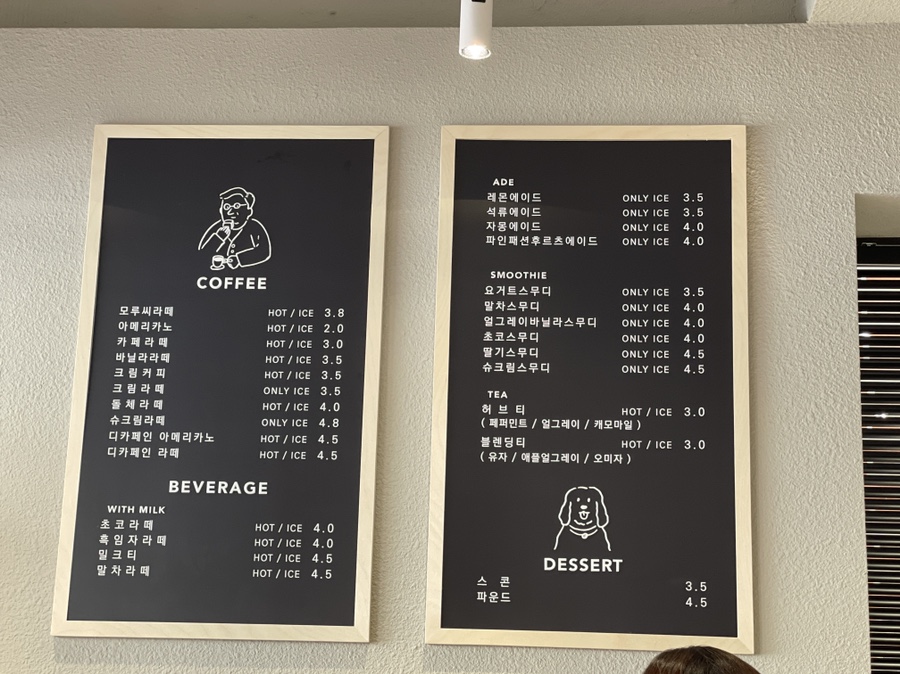 COFFEE
모루씨라떼 HOT / ICE 3.8
아메리카노 HOT / ICE 2.0
카페라떼 HOT / ICE 3.0
바닐라라떼 HOT / ICE 3.5
크림커피 HOT / ICE 3.5
크림라떼 ONLY ICE 3.5
돌체라떼 HOT / ICE 4.0
슈크림라떼 ONLY ICE 4.8
디카페인 아메리카노 HOT / ICE 4.5
디카페인 라떼 HOT / ICE 4.5
BEVERAGE
WITH MILK
초코라떼 HOT / ICE 4.0
흑임자라떼 HOT / ICE 4.0
밀크티 HOT / ICE 4.5
말차라떼 HOT / ICE 4.5
ADE
레몬에이드 ONLY ICE 3.5
석류에이드 ONLY ICE 3.5
자몽에이드 ONLY ICE 4.0
파인패션후르츠에이드 ONLY ICE 4.0
SMOOTHIE
요거트스무디 ONLY ICE 3.5
말차스무디 ONLY ICE 4.0
얼그레이바닐라스무디 ONLY ICE 4.0
초코스무디 ONLY ICE 4.0
딸기스무디 ONLY ICE 4.5
슈크림스무디 ONLY ICE 4.5
TEA
허브티 HOT / ICE 3.0
( 페퍼민트 / 얼그레이 / 캐모마일 )
블렌딩티 HOT / ICE 3.0
( 유자 / 애플얼그레이 / 오미자 )
DESSERT
스콘 3.5
파운드 4.5